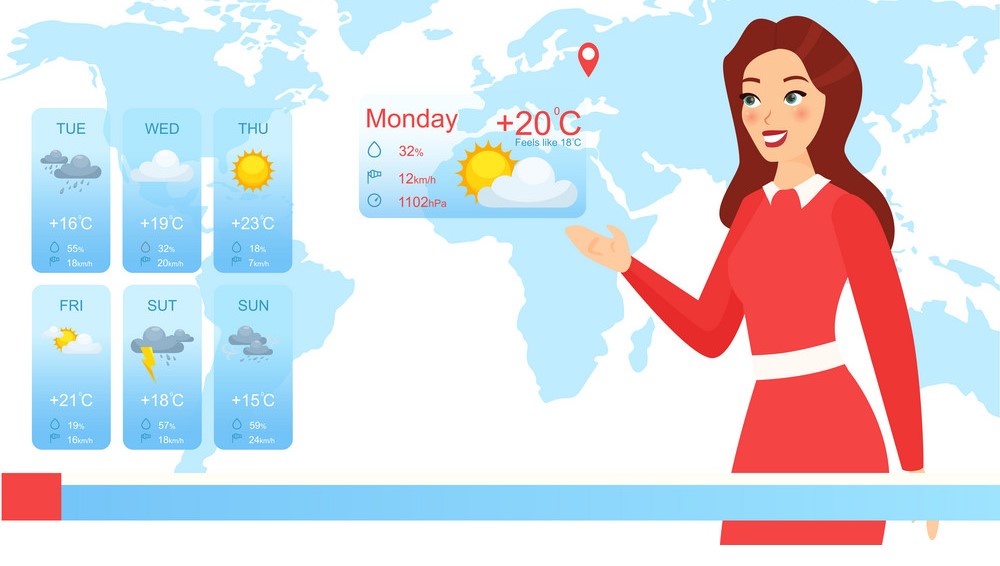 Monday
+20°C
Feels like 18°C
32%
12km/h
1102hPa
TUE
+16°C
55%
18km/h
WED
+19°C
32%
20km/h
THU
+23°C
18%
7km/h
FRI
+21°C
19%
16km/h
SUT
+18°C
57%
18km/h
SUN
+15°C
59%
24km/h